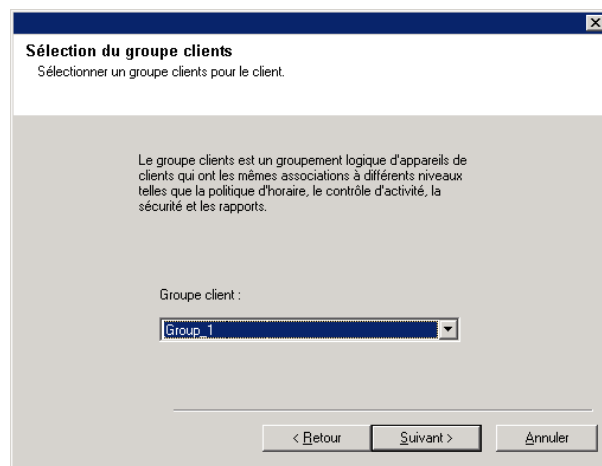 Sélection du groupe clients
Sélectionner un groupe clients pour le client.
Le groupe clients est un groupement logique d'appareils de
clients qui ont les mêmes associations à différents niveaux
telles que la politique d'horaire, le contrôle d'activité, la
sécurité et les rapports.
Groupe client :
Group_1
< Retour Suivant > Annuler